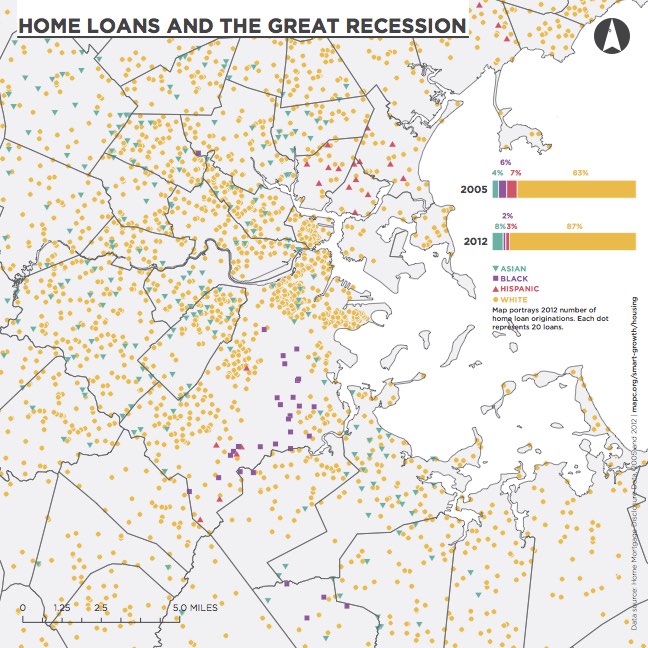 HOME LOANS AND THE GREAT RECESSION
6%
4% 7% 83%
2005
2%
8% 3% 87%
2012
ASIAN
BLACK
HISPANIC
WHITE
Map portrays 2012 number of
home loan originations. Each dot
represents 20 loans.
Data source: Home Mortgage Disclosure Data (2005 and 2012) | mapc.org/smart-growth/housing
0 1.25 2.5 5.0 MILES